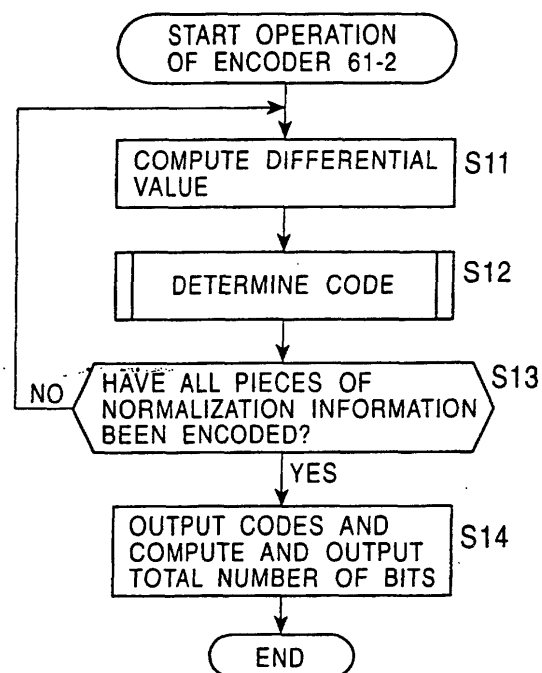 START OPERATION
OF ENCODER 61-2
COMPUTE DIFFERENTIAL
VALUE
S11
DETERMINE CODE
S12
HAVE ALL PIECES OF
NORMALIZATION INFORMATION
BEEN ENCODED?
S13
NO
YES
OUTPUT CODES AND
COMPUTE AND OUTPUT
TOTAL NUMBER OF BITS
S14
END